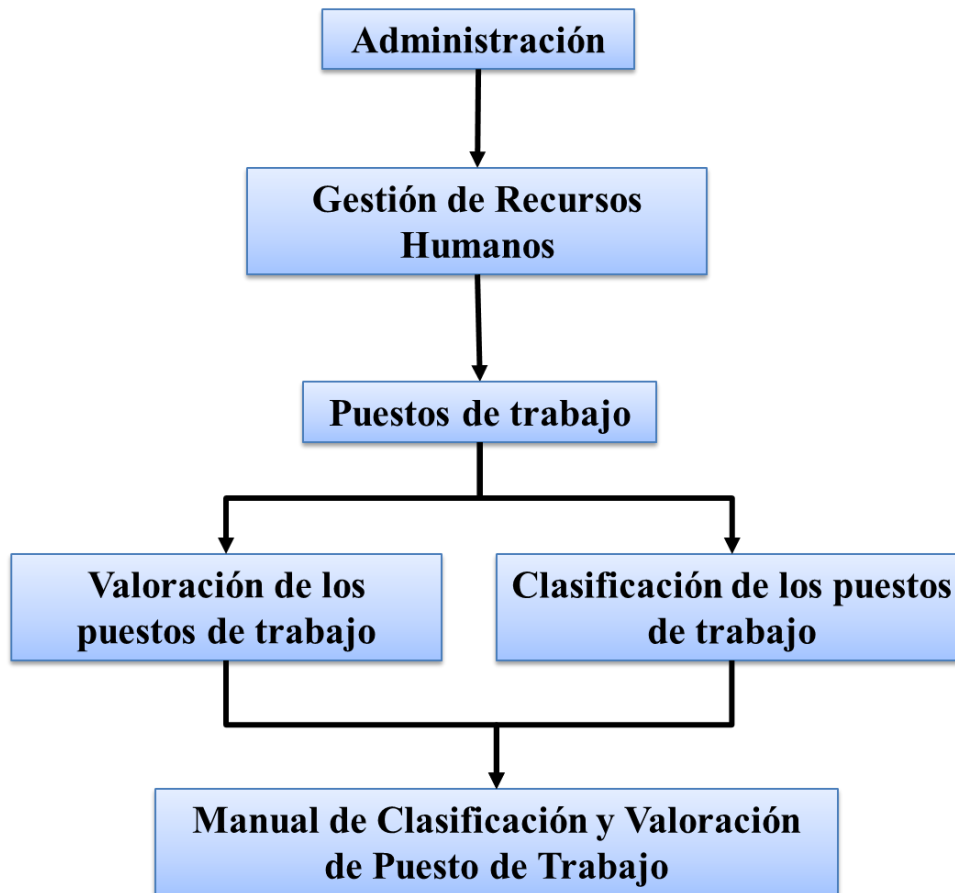 Administración
Gestión de Recursos
Humanos
Puestos de trabajo
Valoración de los
puestos de trabajo
Clasificación de los puestos
de trabajo
Manual de Clasificación y Valoración
de Puesto de Trabajo